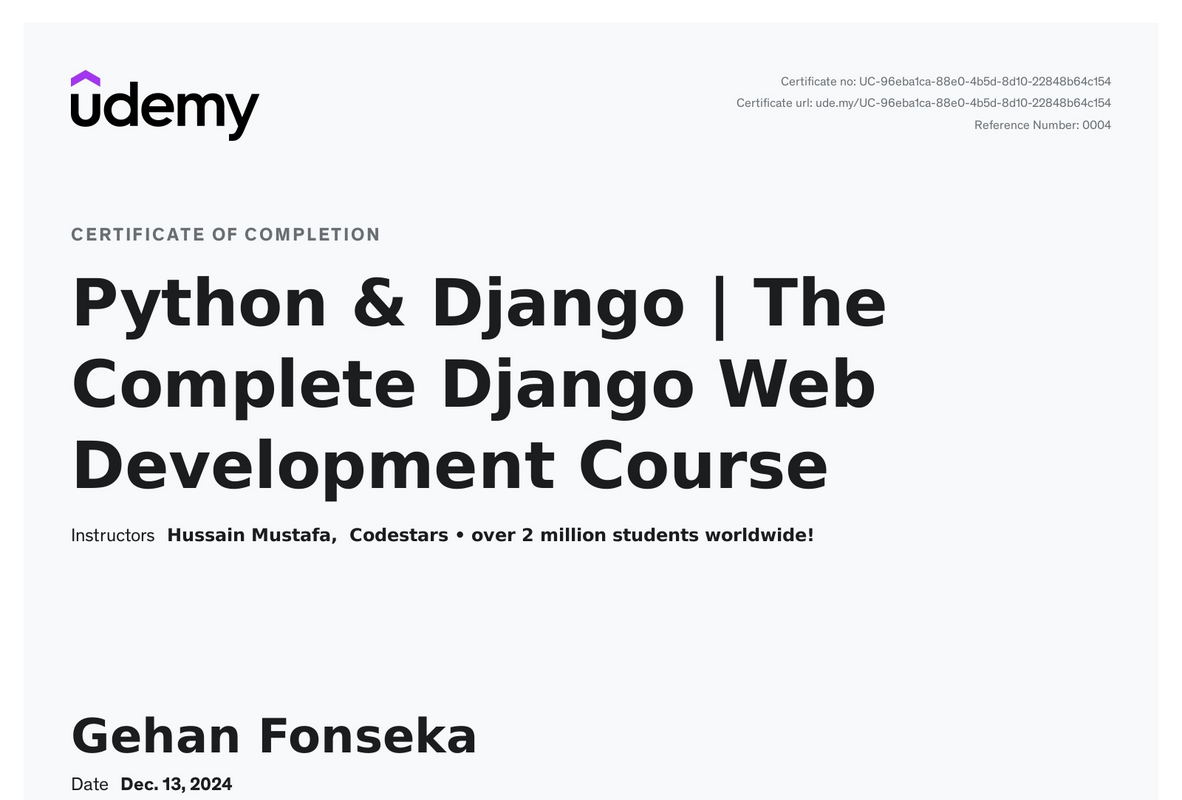 udemy
Certificate no: UC-96eba1ca-88e0-4b5d-8d10-22848b64c154
Certificate url: ude.my/UC-96eba1ca-88e0-4b5d-8d10-22848b64c154
Reference Number: 0004
CERTIFICATE OF COMPLETION
Python & Django | The
Complete Django Web
Development Course
Instructors Hussain Mustafa, Codestars • over 2 million students worldwide!
Gehan Fonseka
Date Dec. 13, 2024